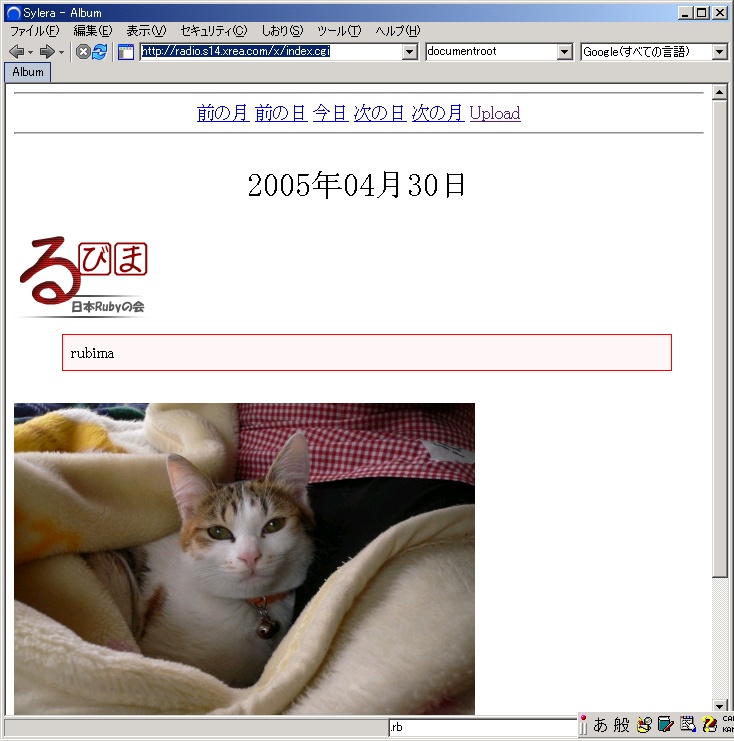 Sylera - Album
ファイル(F) 編集(E) 表示(V) セキュリティ(C) しおり(S) ツール(T) ヘルプ(H)
http://radio.s14.xrea.com/x/index.cgi documentroot Google(すべての言語)
Album
前の月 前の日 今日 次の日 次の月 Upload
2005年04月30日
るびま
日本Rubyの会
rubima
.rb
あ 般